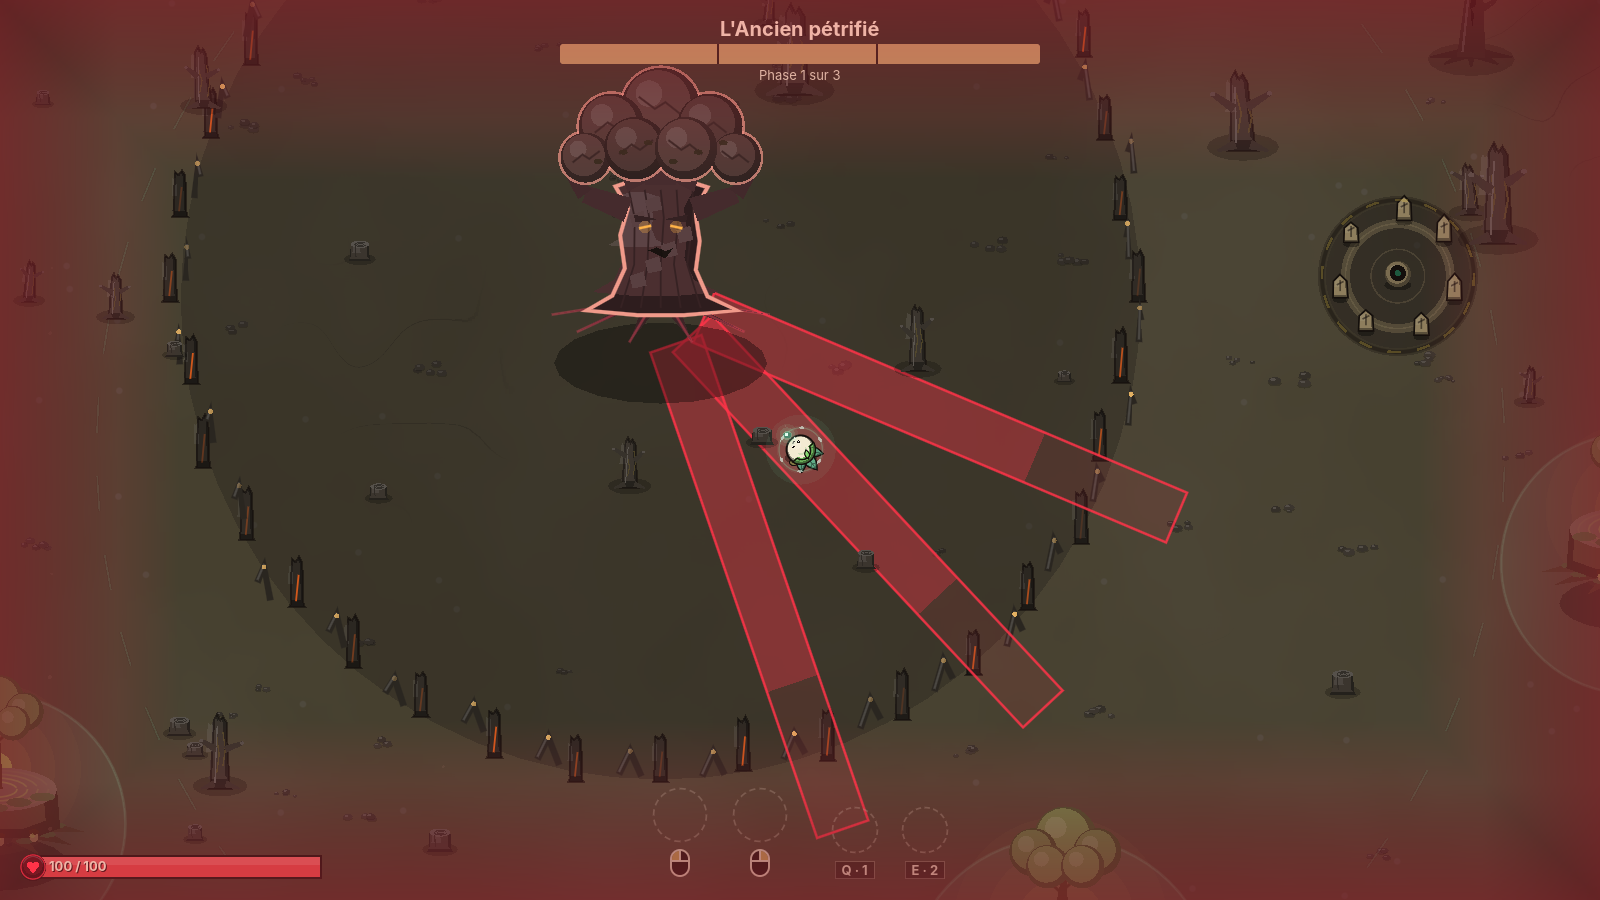 L'Ancien pétrifié
Phase 1 sur 3
100 / 100
Q · 1
E · 2